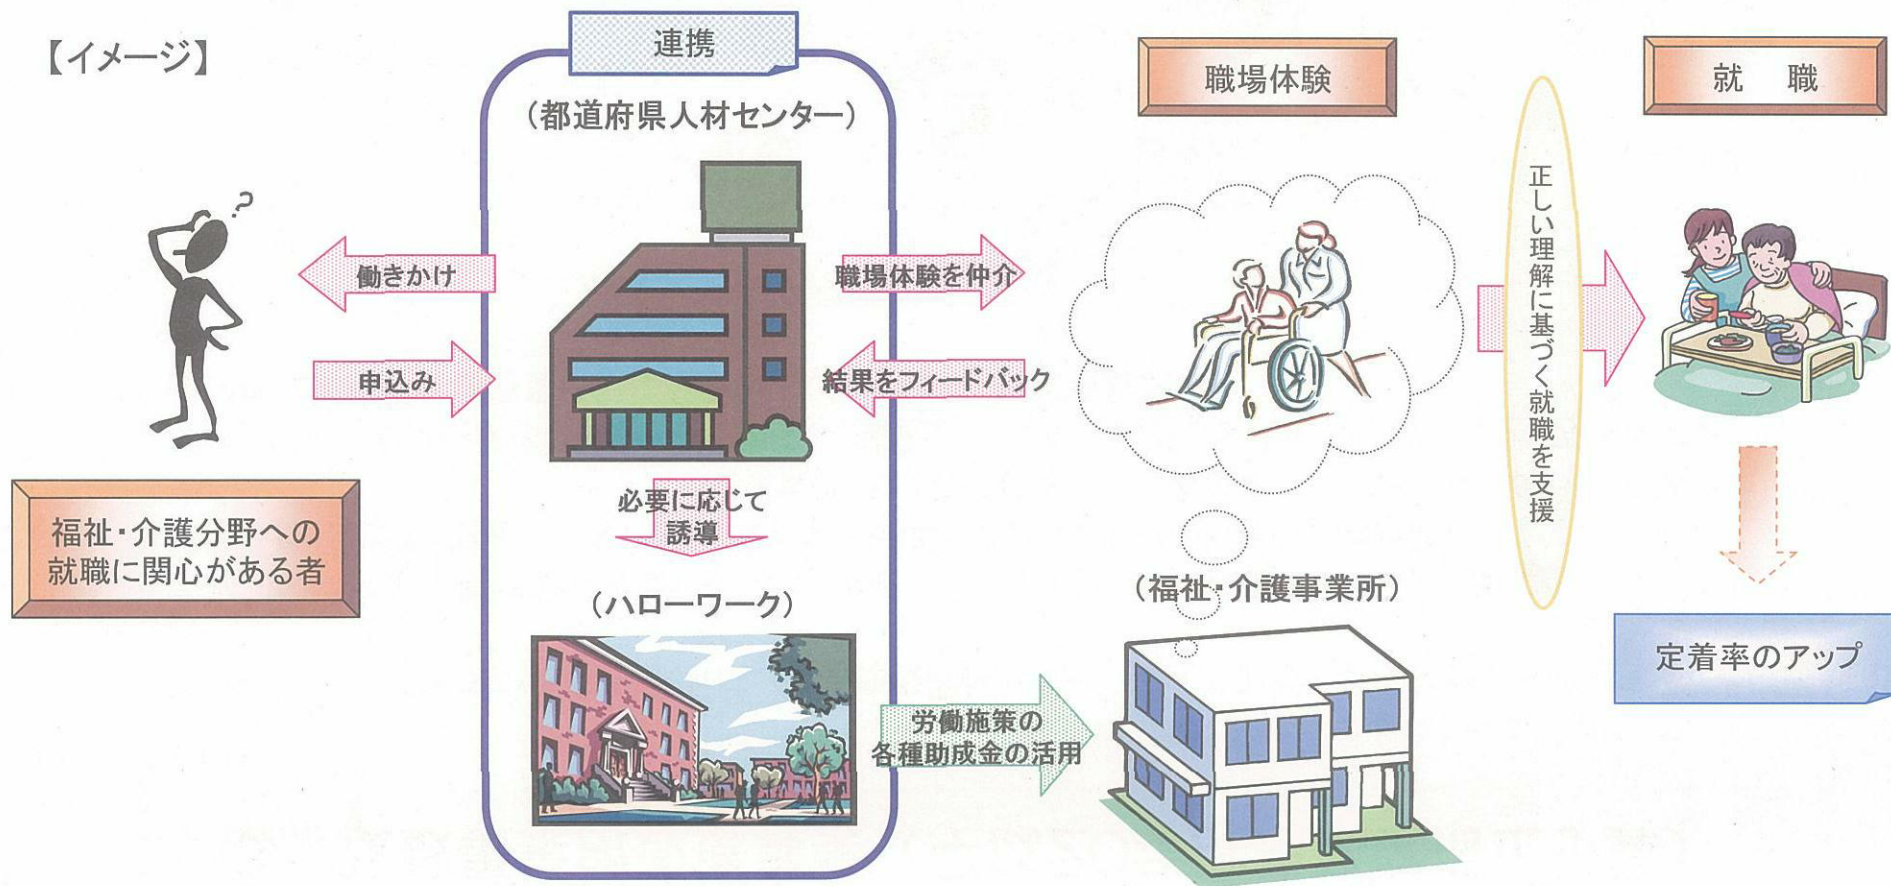 【イメージ】
連携
(都道府県人材センター)
働きかけ
申込み
福祉・介護分野への
就職に関心がある者
必要に応じて
誘導
(ハローワーク)
職場体験を仲介
結果をフィードバック
労働施策の
各種助成金の活用
職場体験
(福祉・介護事業所)
正しい理解に基づく就職を支援
就　職
定着率のアップ
?